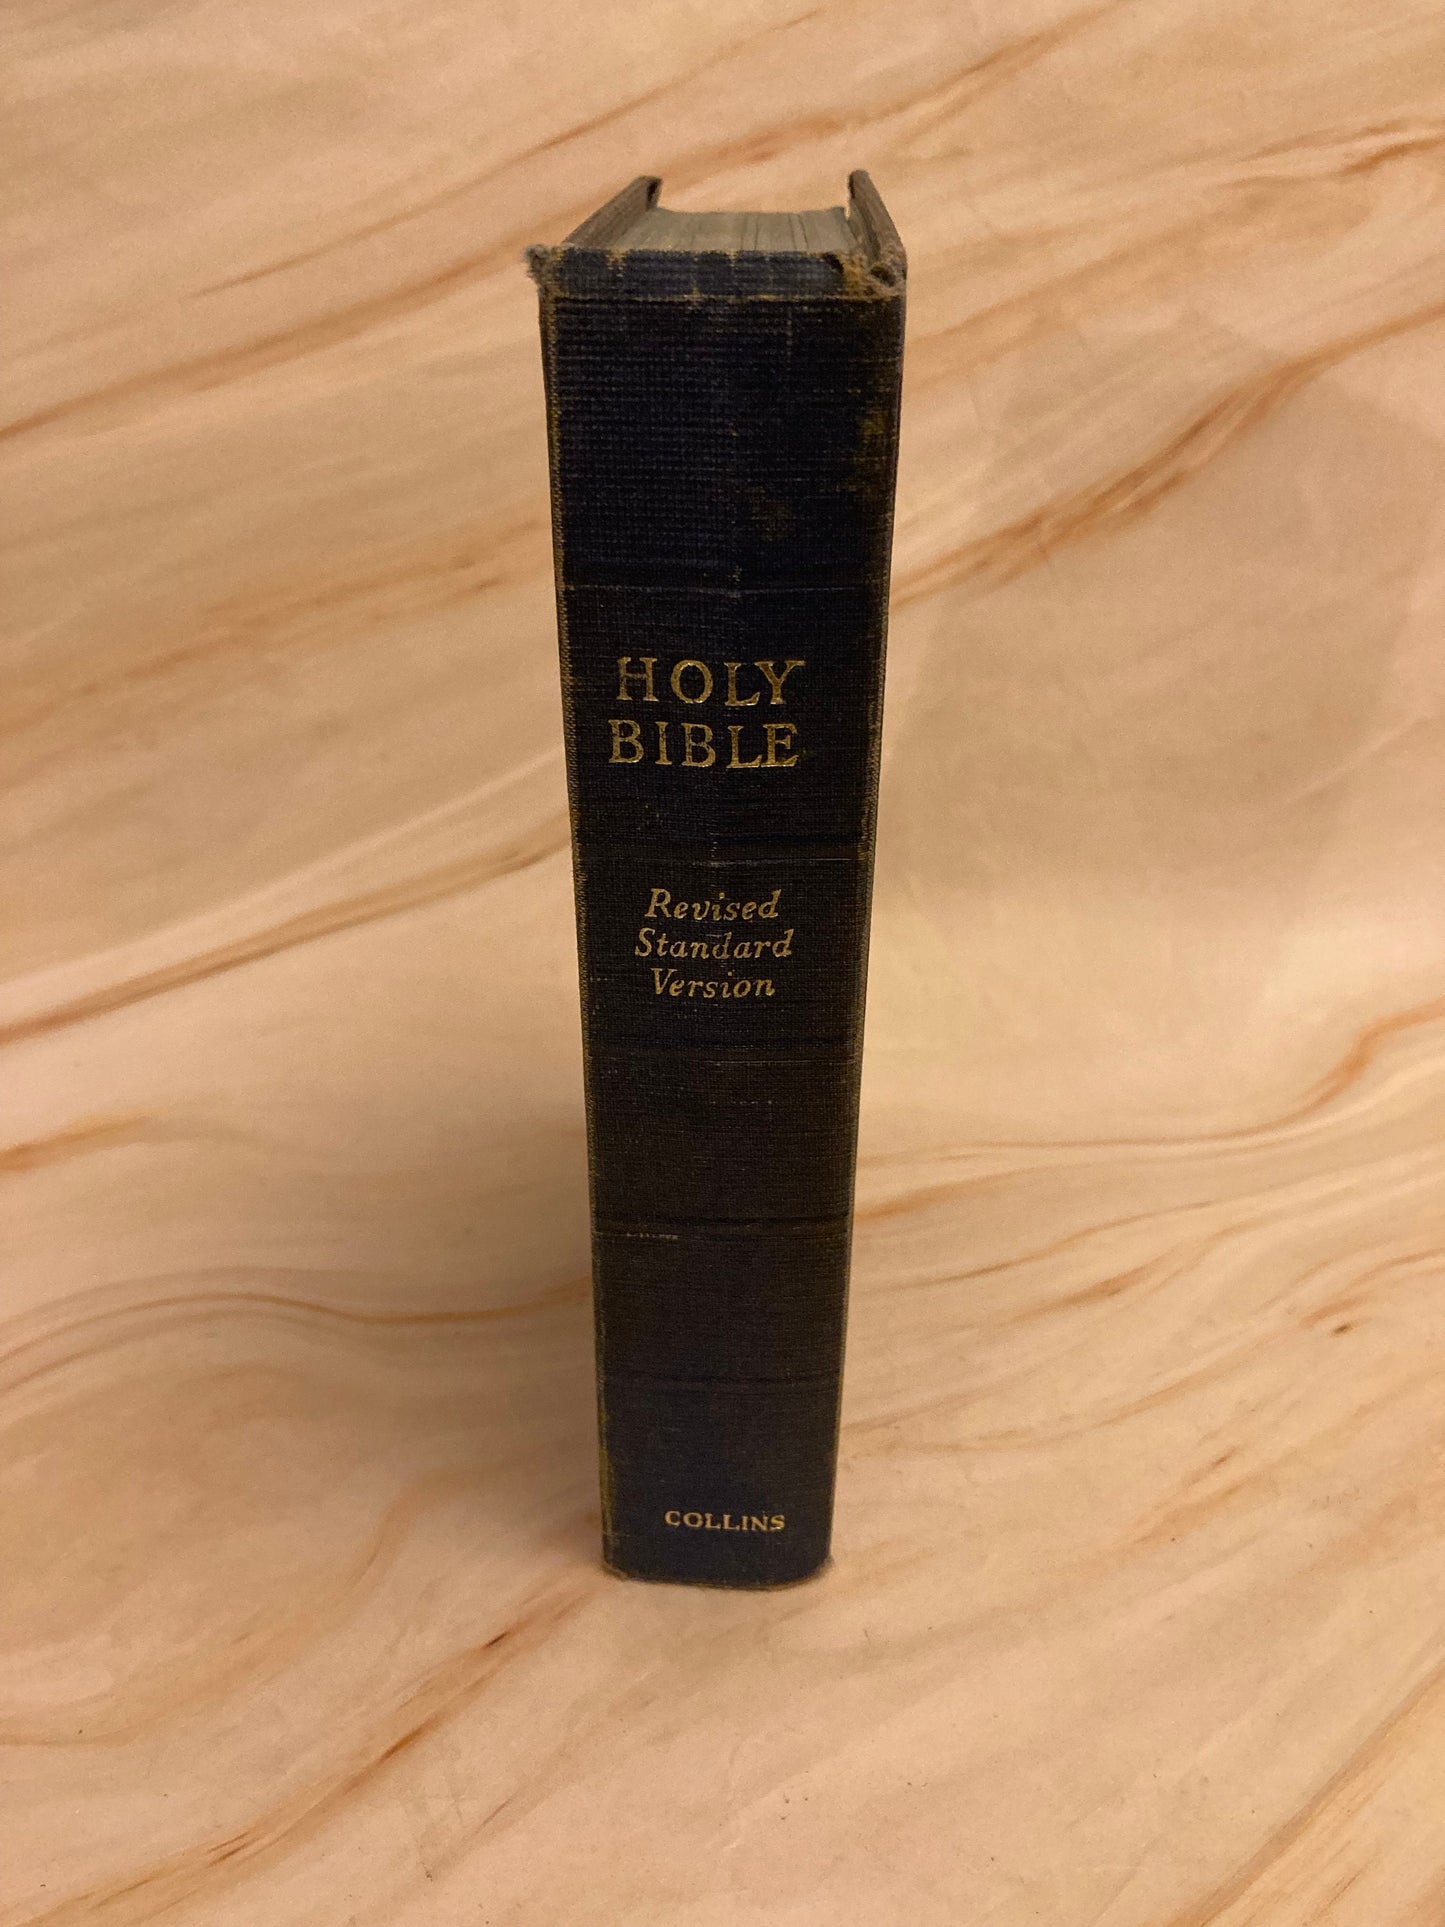 HOLY
BIBLE
Revised
Standard
Version
COLLINS